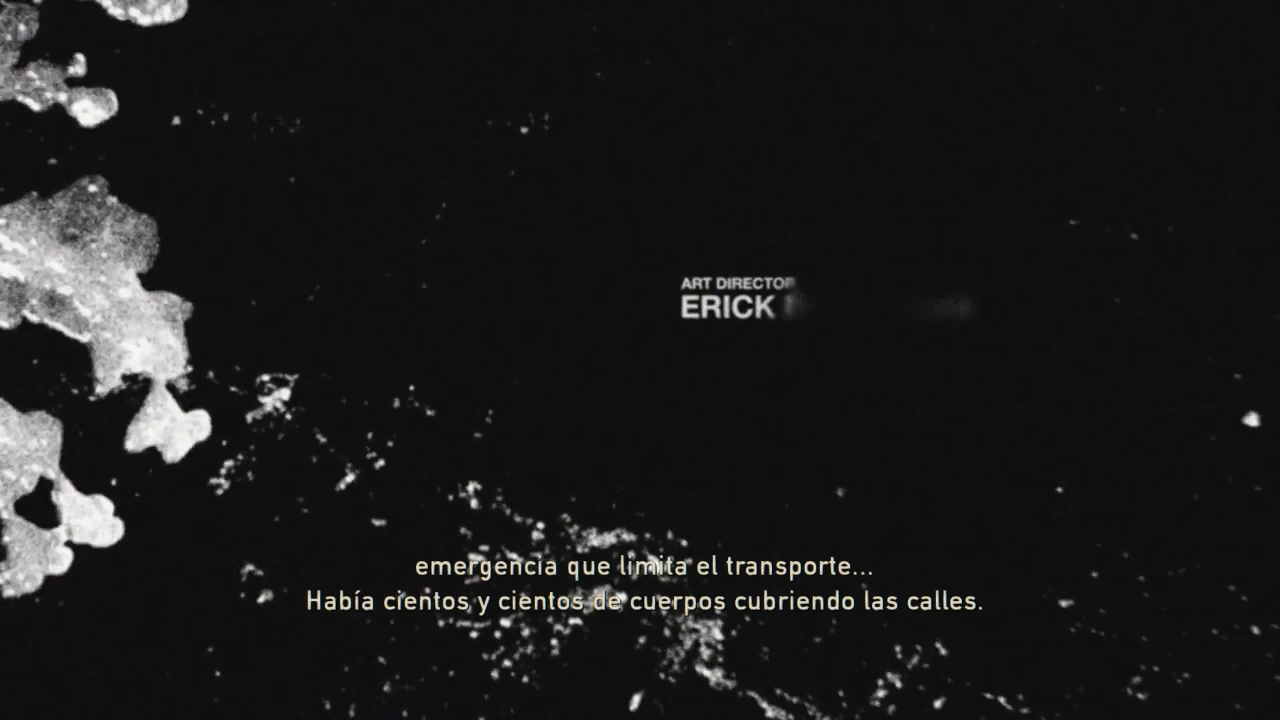 ART DIRECTOR
ERICK
emergencia que limita el transporte...
Había cientos y cientos de cuerpos cubriendo las calles.